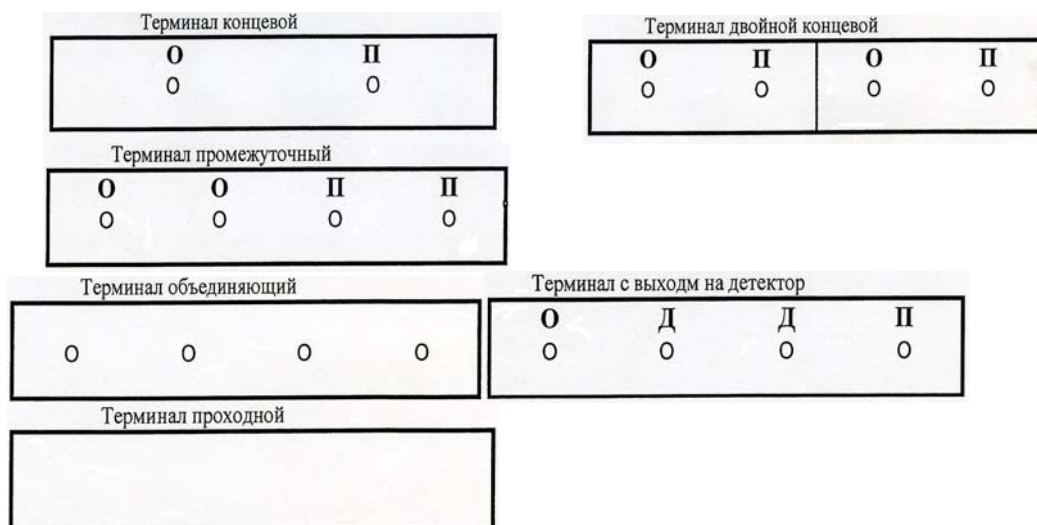 Терминал концевой
О П
Терминал двойной концевой
О П О П
Терминал промежуточный
О О П П
Терминал объединяющий
Терминал с выходм на детектор
О Д Д П
Терминал проходной